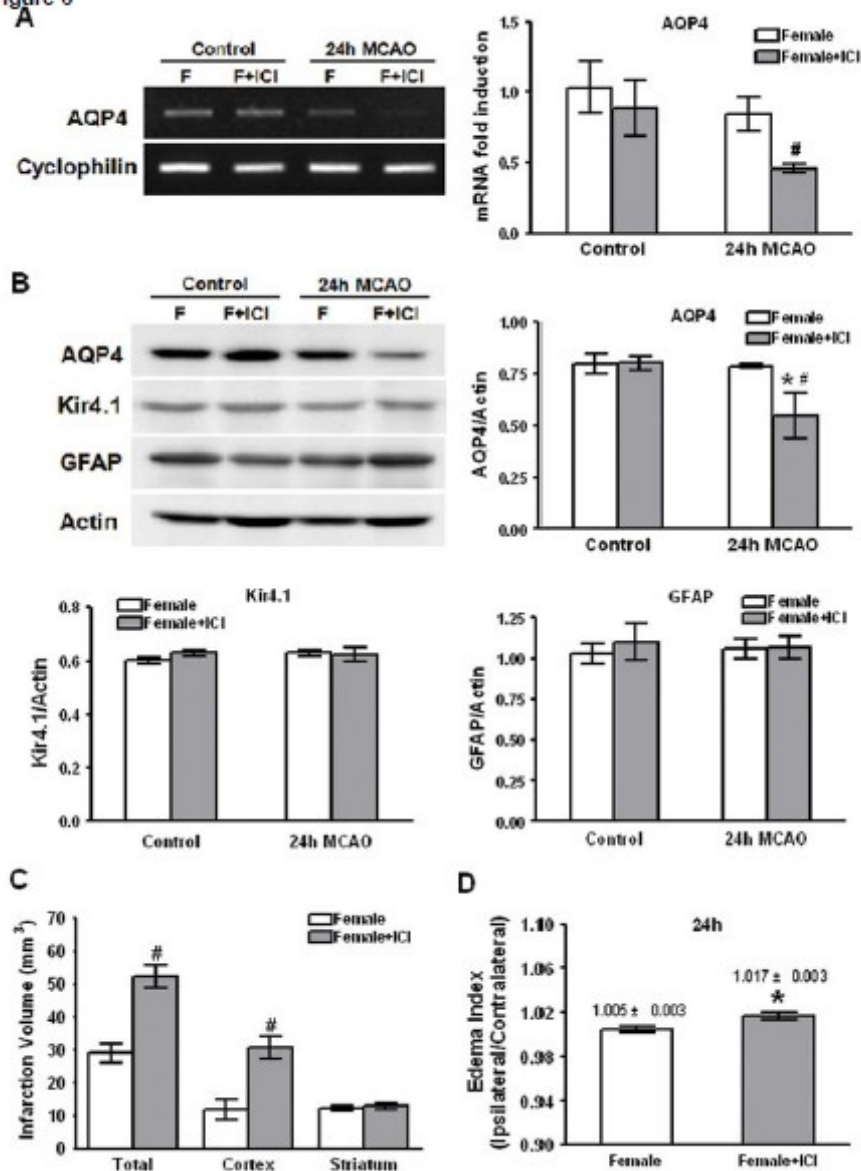 A
Control 24h MCAO
F F+ICI F F+ICI
AQP4
Cyclophilin
AQP4
Female
Female+ICI
mRNA fold induction
1.5
1.0
0.5
0.0
#
Control 24h MCAO
B
Control 24h MCAO
F F+ICI F F+ICI
AQP4
Kir4.1
GFAP
Actin
AQP4
Female
Female+ICI
AQP4/Actin
1.00
0.75
0.50
0.25
0.00
* #
Control 24h MCAO
Kir4.1
Female
Female+ICI
Kir4.1/Actin
0.8
0.6
0.4
0.2
0.0
Control 24h MCAO
GFAP
Female
Female+ICI
GFAP/Actin
1.25
1.00
0.75
0.50
0.25
0.00
Control 24h MCAO
C
Female
Female+ICI
Infarction Volume (mm³)
70
60
50
40
30
20
10
0
#
#
Total Cortex Striatum
D
24h
Edema Index
(Ipsilateral/Contralateral)
1.10
1.06
1.02
0.98
0.94
0.90
1.005 ± 0.003
1.017 ± 0.003
*
Female Female+ICI